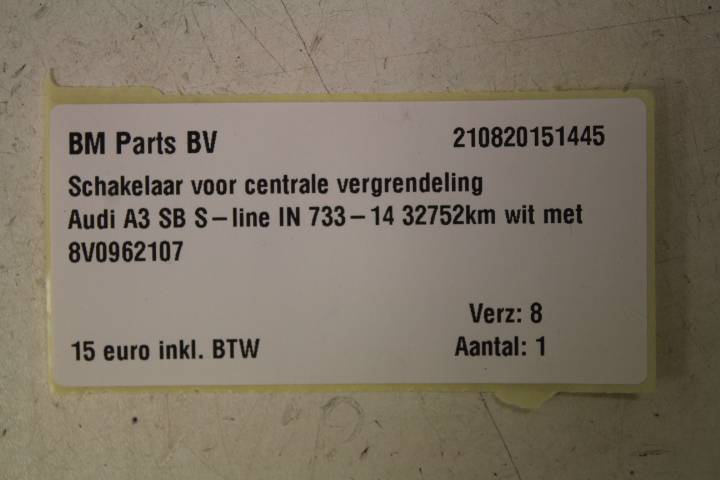 BM Parts BV 210820151445
Schakelaar voor centrale vergrendeling
Audi A3 SB S-line IN 733-14 32752km wit met
8V0962107
Verz: 8
15 euro inkl. BTW Aantal: 1